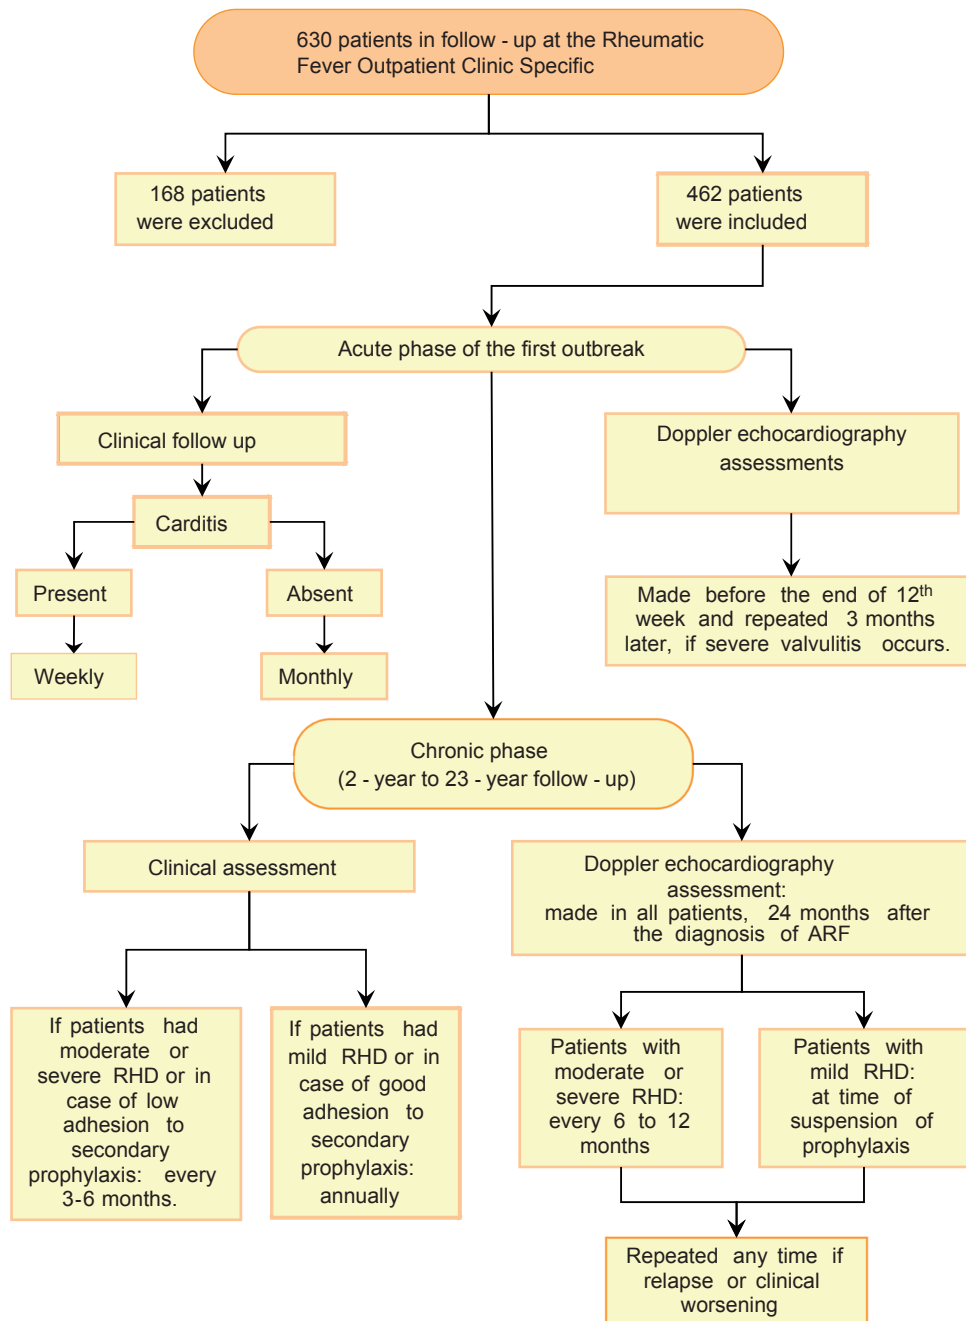 630 patients in follow - up at the Rheumatic
Fever Outpatient Clinic Specific
168 patients
were excluded
462 patients
were included
Acute phase of the first outbreak
Clinical follow up
Doppler echocardiography
assessments
Carditis
Present
Absent
Weekly
Monthly
Made before the end of 12th
week and repeated 3 months
later, if severe valvulitis occurs.
Chronic phase
(2 - year to 23 - year follow - up)
Clinical assessment
Doppler echocardiography
assessment:
made in all patients, 24 months after
the diagnosis of ARF
If patients had
moderate or
severe RHD or in
case of low
adhesion to
secondary
prophylaxis: every
3-6 months.
If patients had
mild RHD or in
case of good
adhesion to
secondary
prophylaxis:
annually
Patients with
moderate or
severe RHD:
every 6 to 12
months
Patients with
mild RHD:
at time of
suspension of
prophylaxis
Repeated any time if
relapse or clinical
worsening